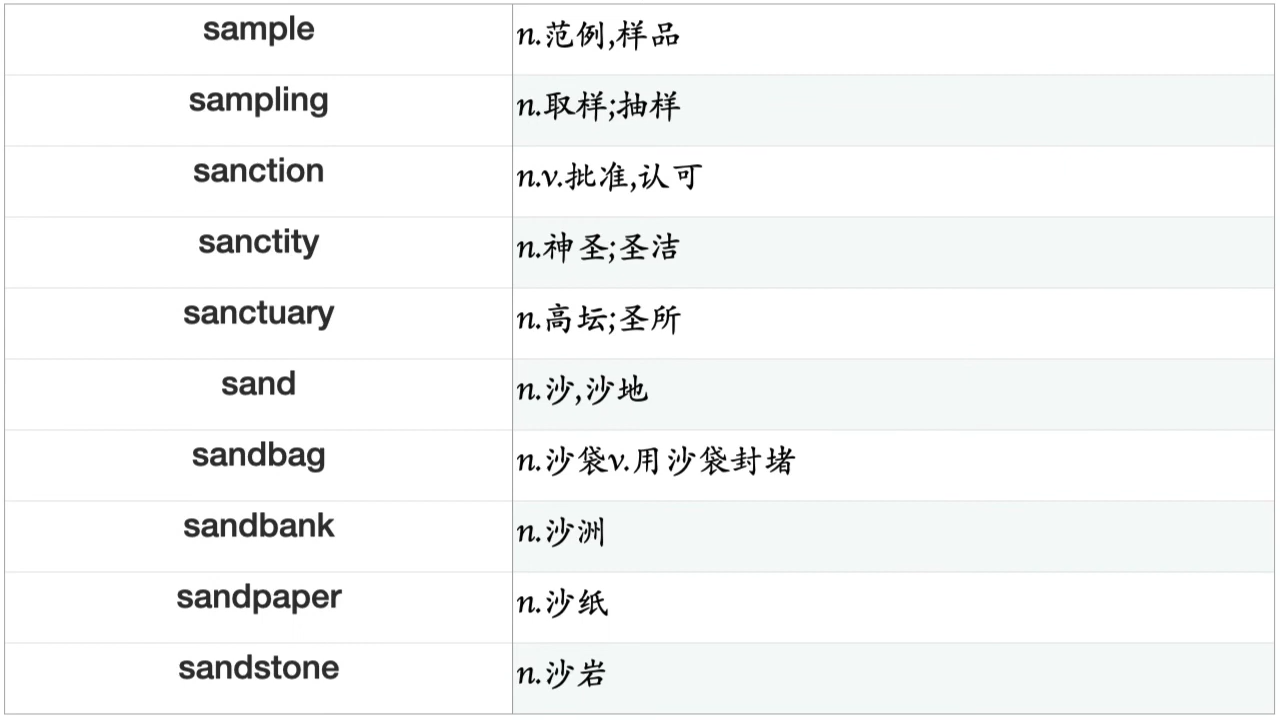 sample n.范例,样品
sampling n.取样;抽样
sanction n.v.批准,认可
sanctity n.神圣;圣洁
sanctuary n.高坛;圣所
sand n.沙,沙地
sandbag n.沙袋v.用沙袋封堵
sandbank n.沙洲
sandpaper n.沙纸
sandstone n.沙岩